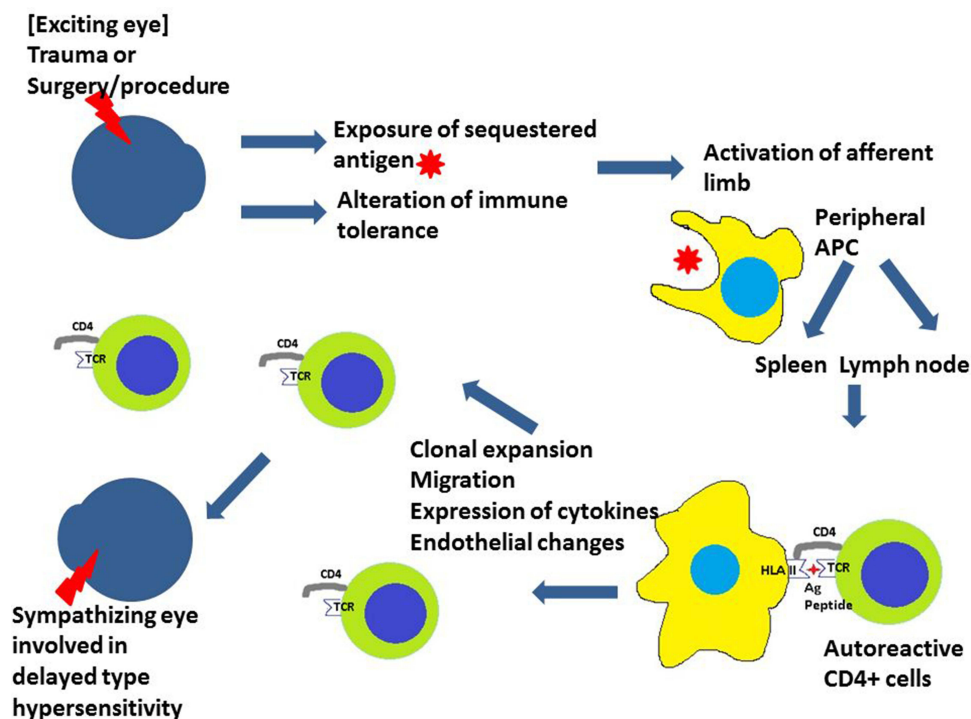 [Exciting eye]
Trauma or
Surgery/procedure
Exposure of sequestered
antigen
Alteration of immune
tolerance
Activation of afferent
limb
Peripheral
APC
Spleen
Lymph node
CD4
TCR
CD4
TCR
Clonal expansion
Migration
Expression of cytokines
Endothelial changes
CD4
TCR
HLA II
CD4
TCR
Ag
Peptide
Autoreactive
CD4+ cells
Sympathizing eye
involved in
delayed type
hypersensitivity